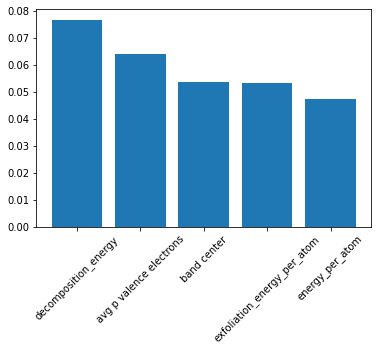 0.08
0.07
0.06
0.05
0.04
0.03
0.02
0.01
0.00
decomposition_energy
avg p valence electrons
band center
exfoliation_energy_per_atom
energy_per_atom